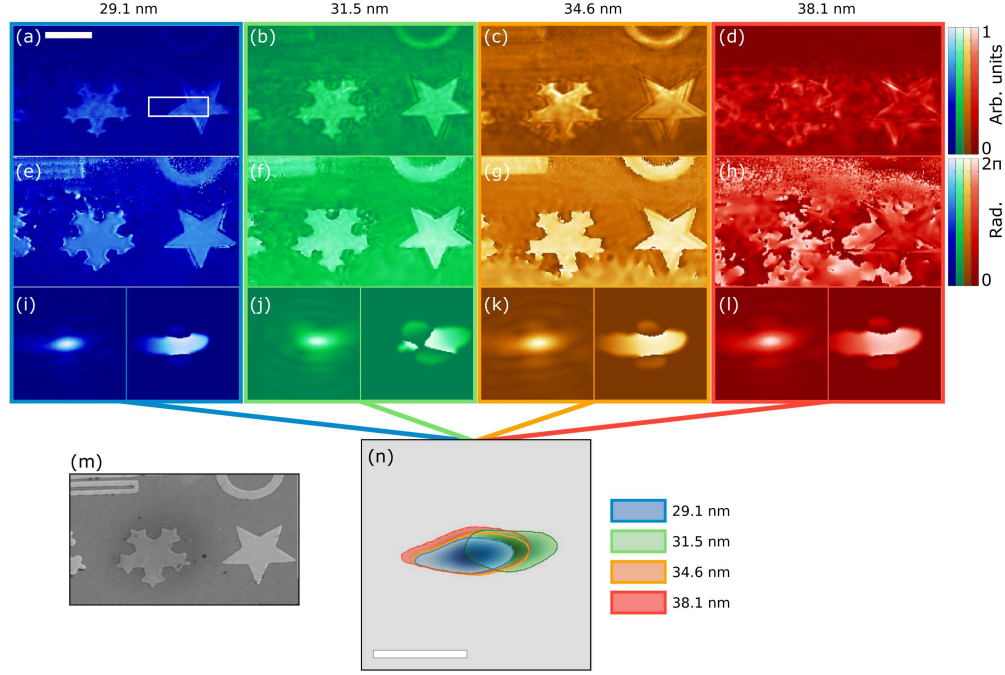 29.1 nm 31.5 nm 34.6 nm 38.1 nm
(a) (b) (c) (d)
1
Arb. units
0
(e) (f) (g) (h)
2π
Rad.
0
(i) (j) (k) (l)
(m) (n)
29.1 nm
31.5 nm
34.6 nm
38.1 nm